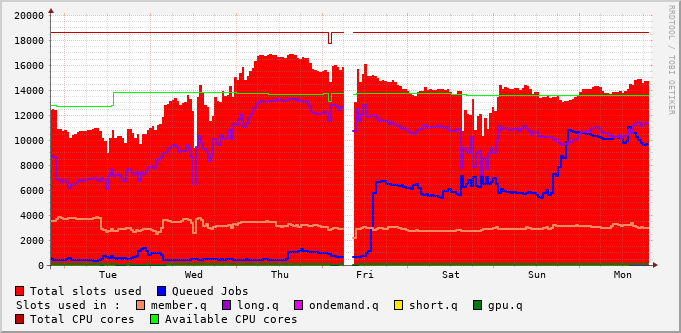 20000
18000
16000
14000
12000
10000
8000
6000
4000
2000
0
Tue Wed Thu Fri Sat Sun Mon
Total slots used Queued Jobs
Slots used in : member.q long.q ondemand.q short.q gpu.q
Total CPU cores Available CPU cores
RRDTOOL / TOBI OETIKER